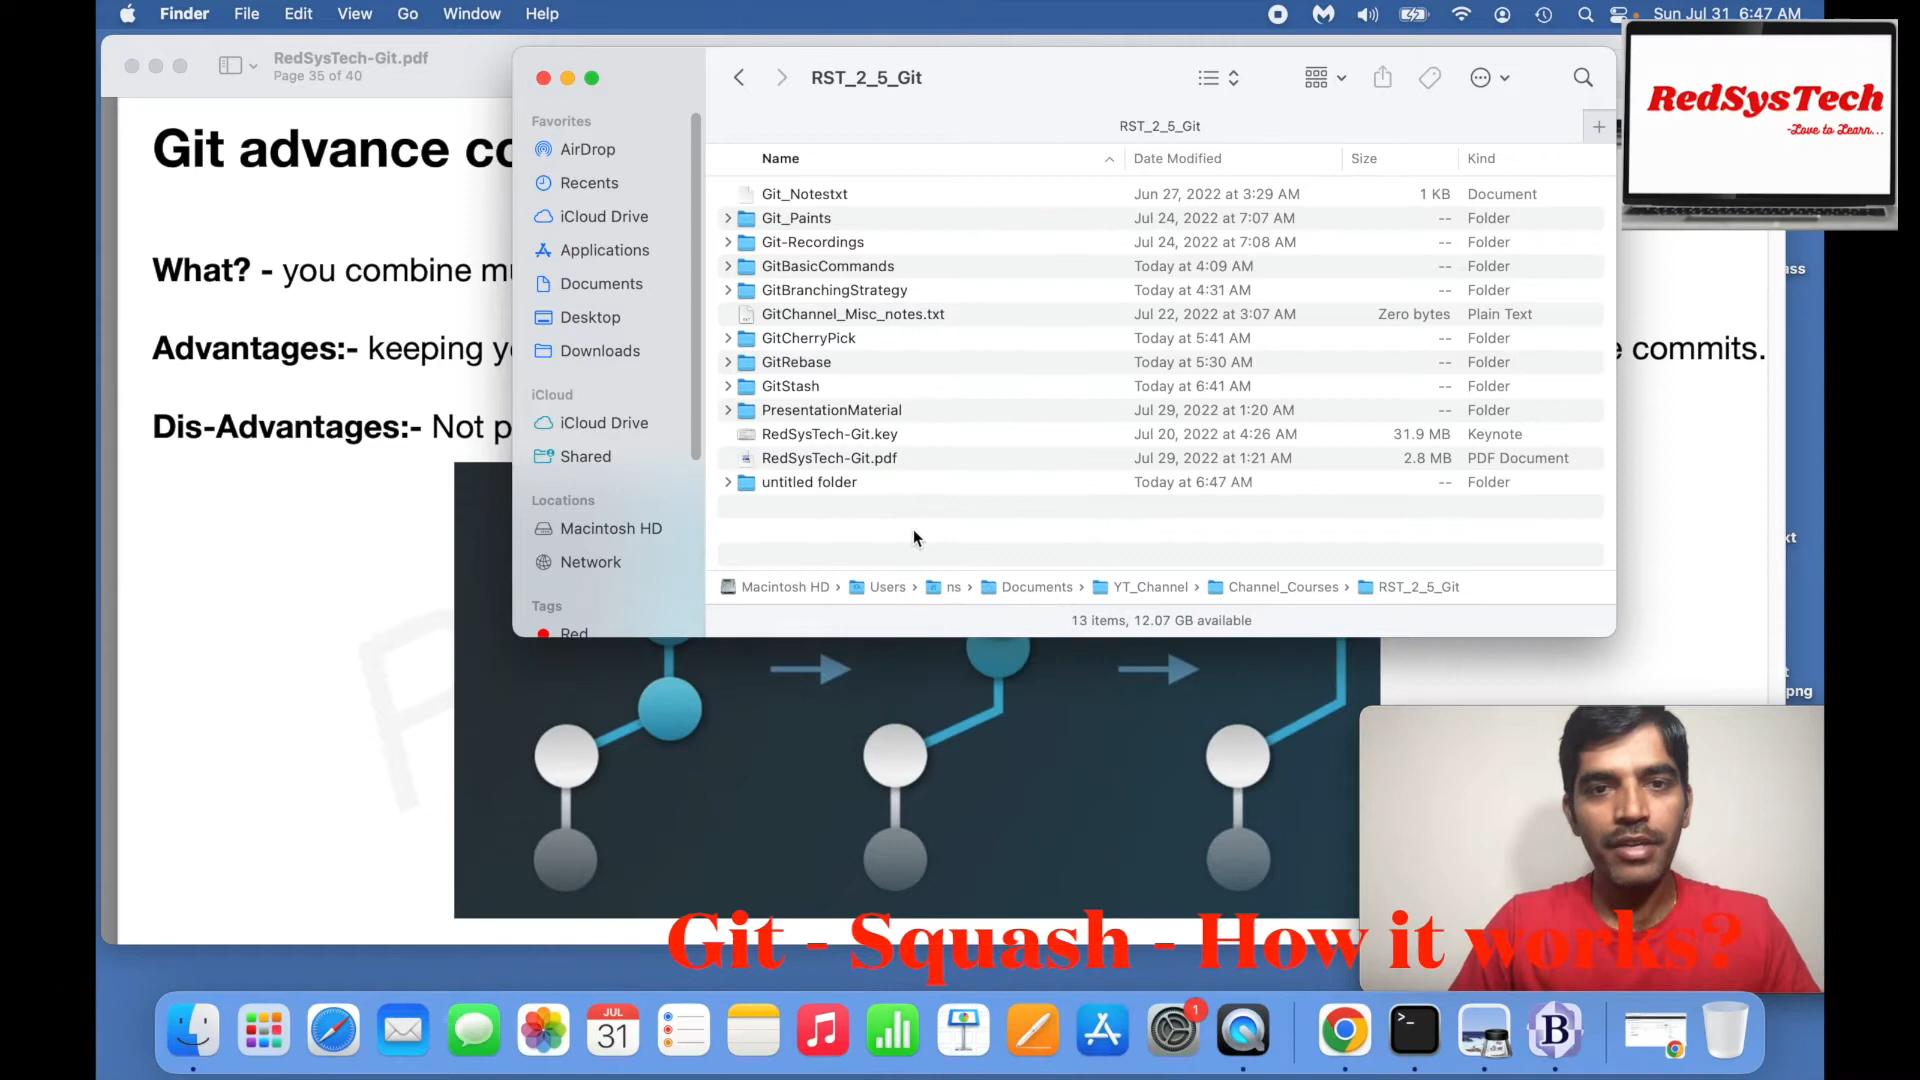 Finder File Edit View Go Window Help Sun Jul 31 6:47 AM
RedSysTech-Git.pdf
Page 35 of 40
RST_2_5_Git
RedSysTech
-Love to Learn...
RST_2_5_Git
Git advance co
What? - you combine mu
Advantages:- keeping yo
e commits.
Dis-Advantages:- Not p
Favorites
AirDrop
Recents
iCloud Drive
Applications
Documents
Desktop
Downloads
iCloud
iCloud Drive
Shared
Locations
Macintosh HD
Network
Tags
Red
Name Date Modified Size Kind
Git_Notestxt Jun 27, 2022 at 3:29 AM 1 KB Document
Git_Paints Jul 24, 2022 at 7:07 AM -- Folder
Git-Recordings Jul 24, 2022 at 7:08 AM -- Folder
GitBasicCommands Today at 4:09 AM -- Folder
GitBranchingStrategy Today at 4:31 AM -- Folder
GitChannel_Misc_notes.txt Jul 22, 2022 at 3:07 AM Zero bytes Plain Text
GitCherryPick Today at 5:41 AM -- Folder
GitRebase Today at 5:30 AM -- Folder
GitStash Today at 6:41 AM -- Folder
PresentationMaterial Jul 29, 2022 at 1:20 AM -- Folder
RedSysTech-Git.key Jul 20, 2022 at 4:26 AM 31.9 MB Keynote
RedSysTech-Git.pdf Jul 29, 2022 at 1:21 AM 2.8 MB PDF Document
untitled folder Today at 6:47 AM -- Folder
Macintosh HD › Users › ns › Documents › YT_Channel › Channel_Courses › RST_2_5_Git
13 items, 12.07 GB available
ass
xt
t
png
Git - Squash - How it works?
JUL
31
1
>_
B